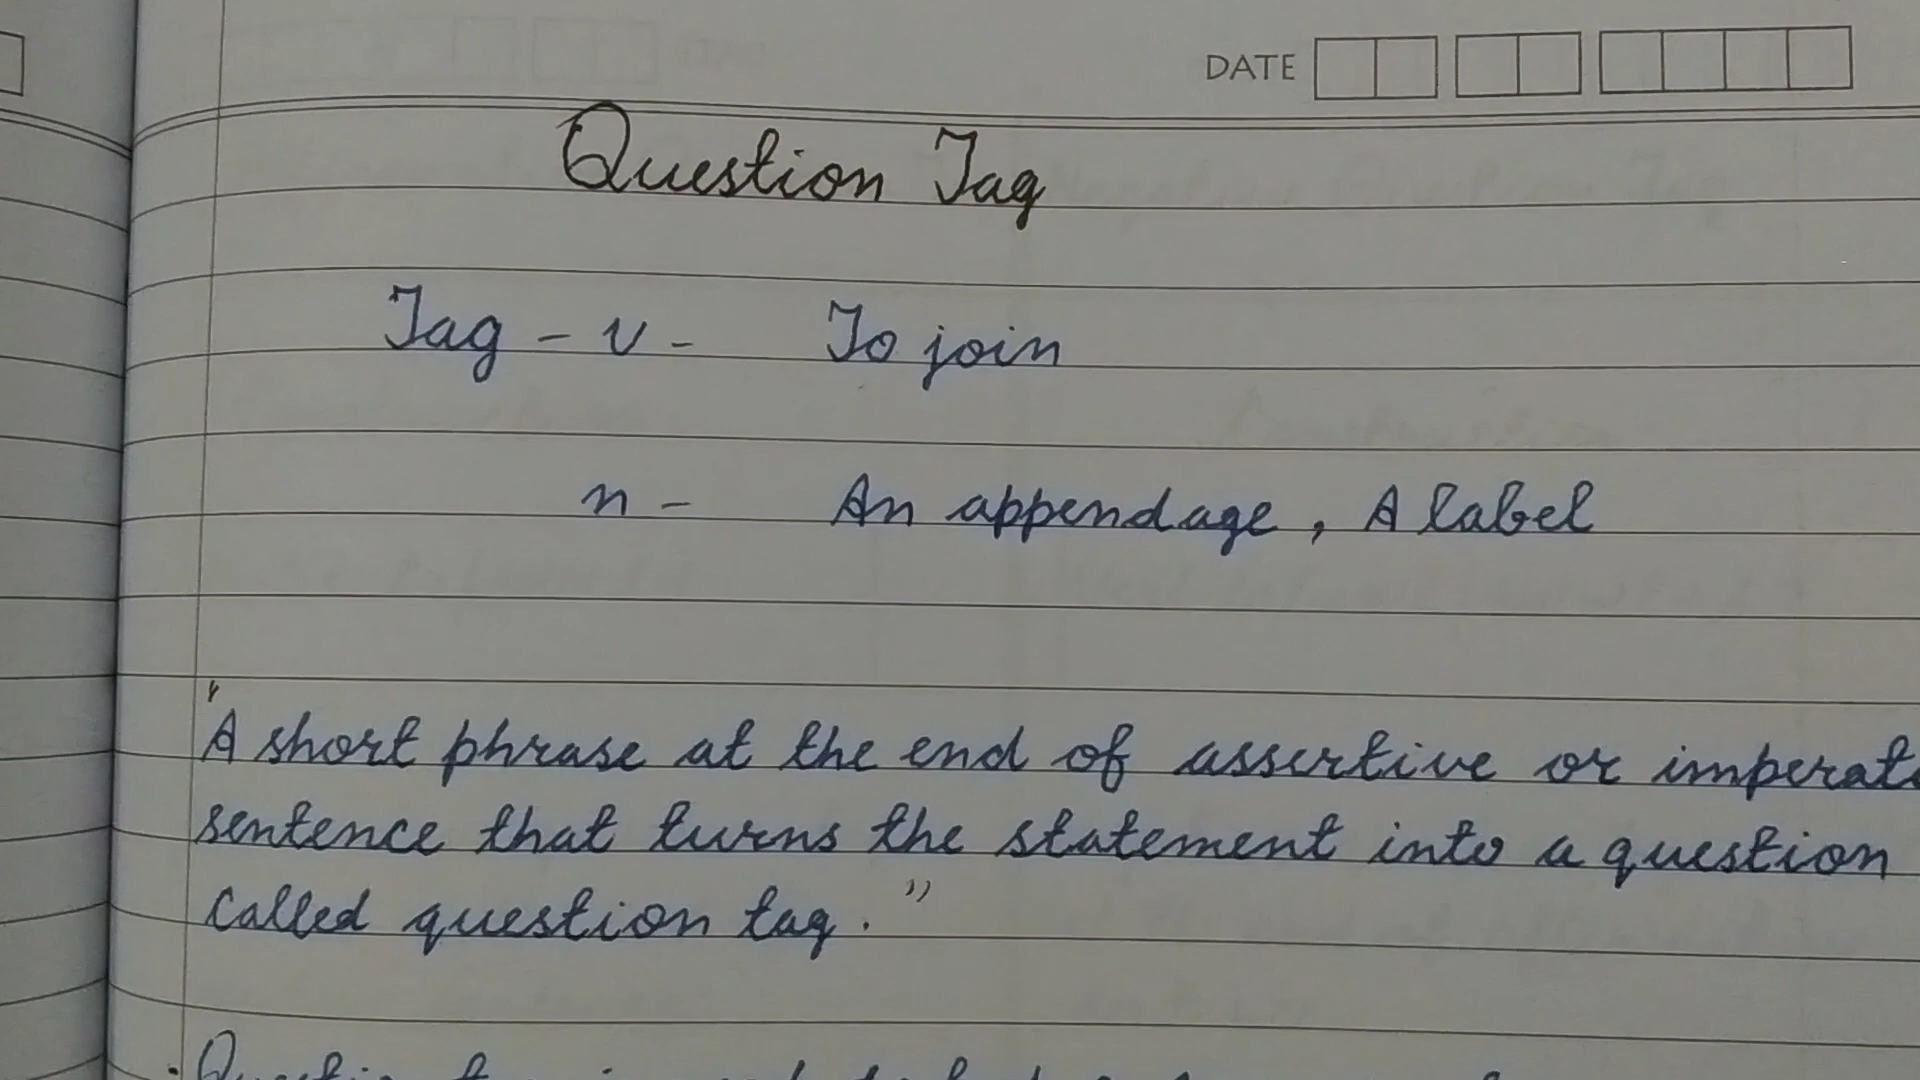 DATE
Question Tag
Tag - v - To join
n - An appendage, A label
"A short phrase at the end of assertive or imperat
sentence that turns the statement into a question
called question tag."